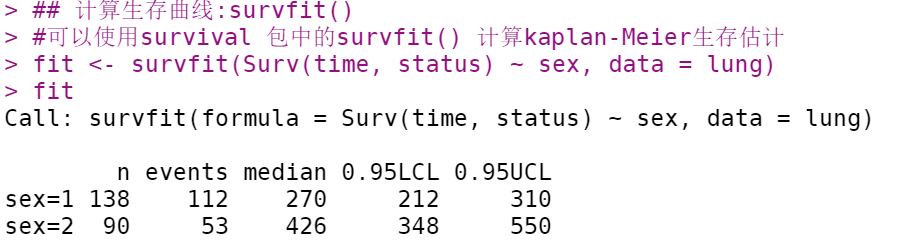 > ## 计算生存曲线:survfit()
> #可以使用survival 包中的survfit() 计算kaplan-Meier生存估计
> fit <- survfit(Surv(time, status) ~ sex, data = lung)
> fit
Call: survfit(formula = Surv(time, status) ~ sex, data = lung)
n events median 0.95LCL 0.95UCL
sex=1 138 112 270 212 310
sex=2 90 53 426 348 550